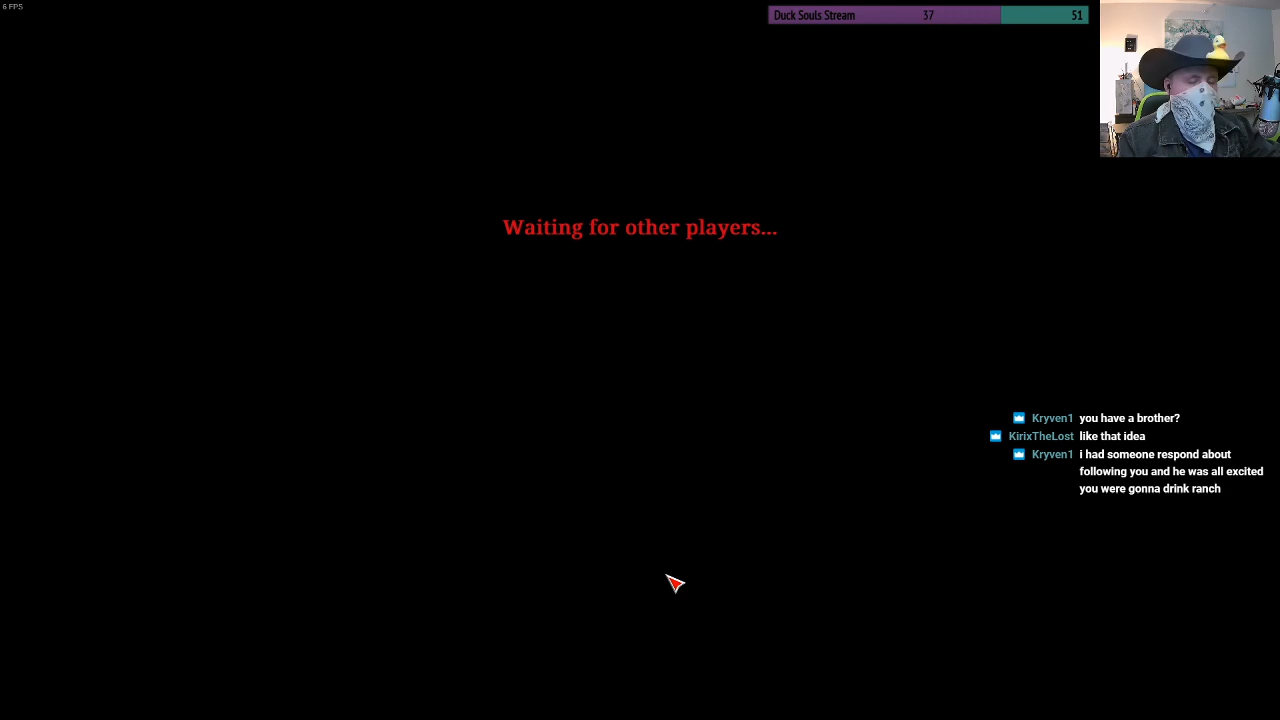 6 FPS
Duck Souls Stream 37 51
Waiting for other players...
Kryven1 you have a brother?
KirixTheLost like that idea
Kryven1 i had someone respond about
following you and he was all excited
you were gonna drink ranch